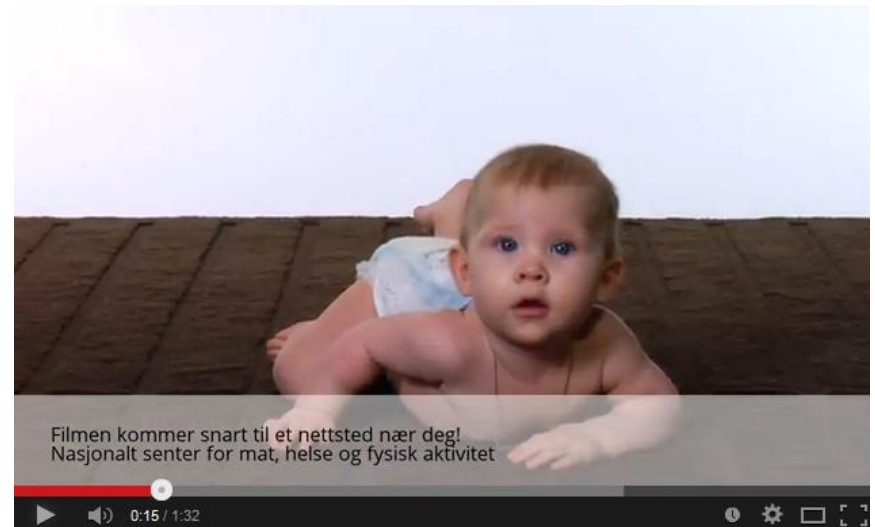 Filmen kommer snart til et nettsted nær deg!
Nasjonalt senter for mat, helse og fysisk aktivitet
0:15 / 1:32